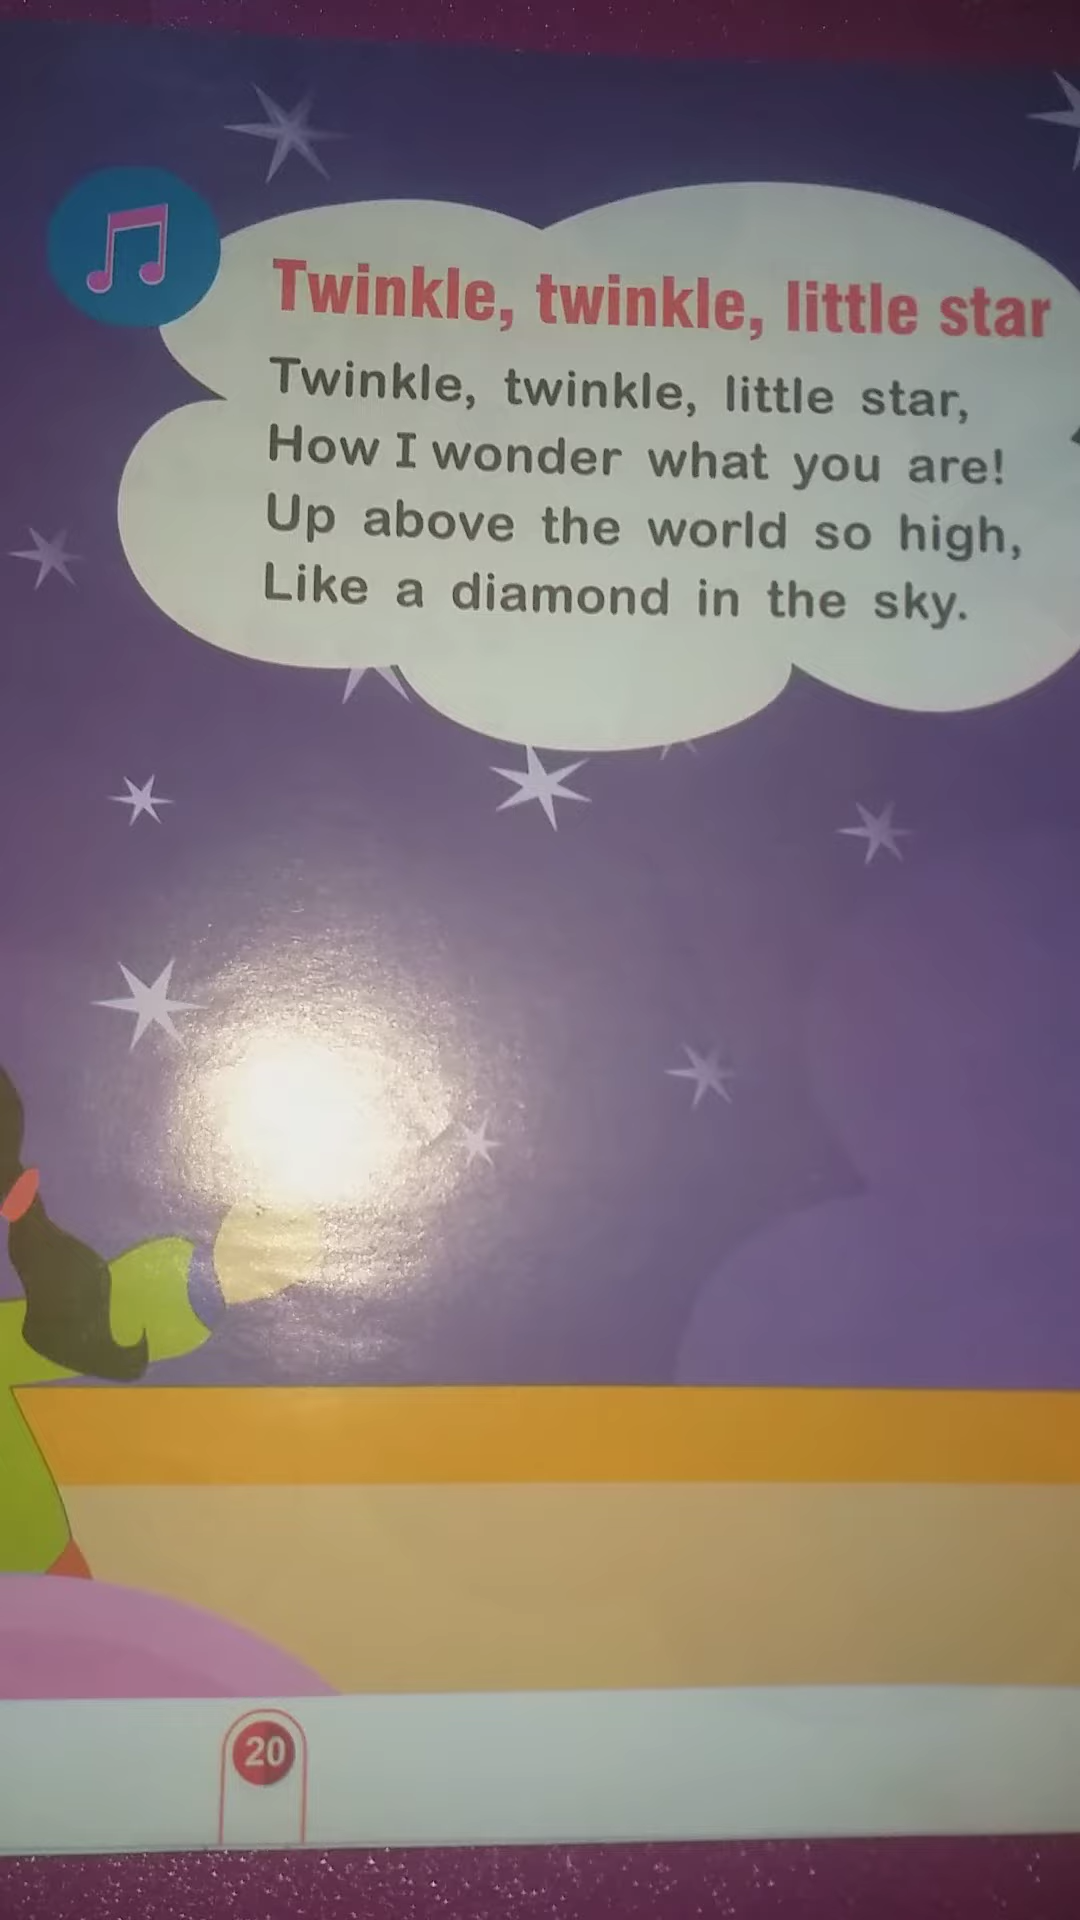 Twinkle, twinkle, little star
Twinkle, twinkle, little star,
How I wonder what you are!
Up above the world so high,
Like a diamond in the sky.
20